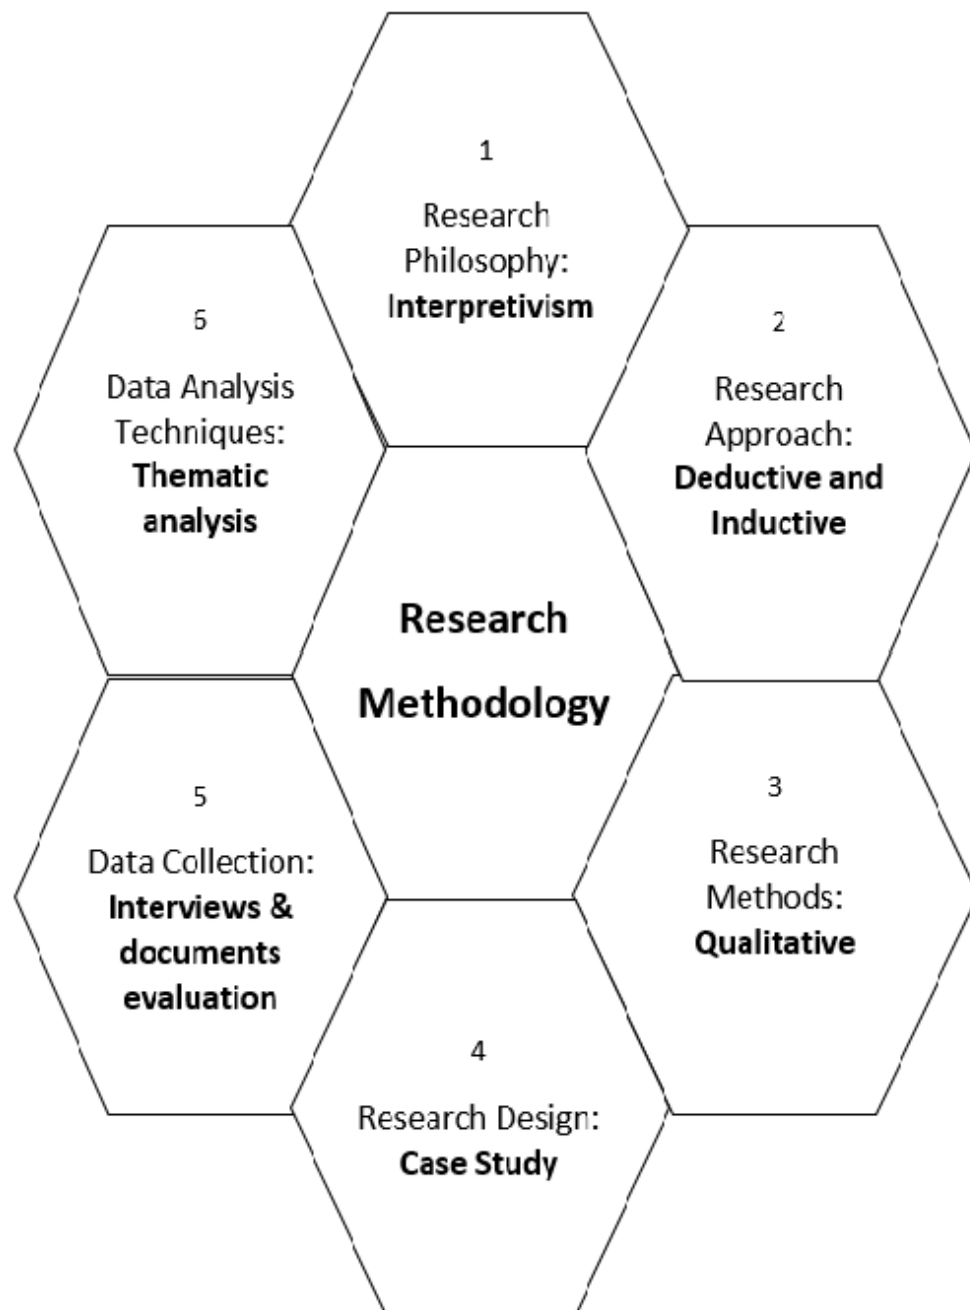 Research
Methodology
1
Research
Philosophy:
Interpretivism
2
Research
Approach:
Deductive and
Inductive
3
Research
Methods:
Qualitative
4
Research Design:
Case Study
5
Data Collection:
Interviews &
documents
evaluation
6
Data Analysis
Techniques:
Thematic
analysis